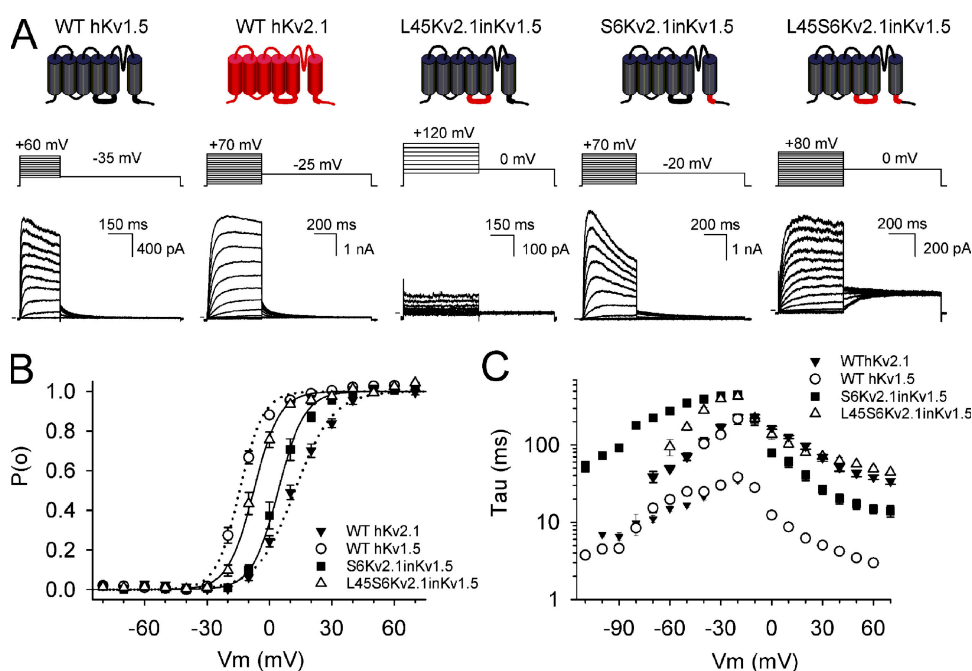 A
WT hKv1.5 WT hKv2.1 L45Kv2.1inKv1.5 S6Kv2.1inKv1.5 L45S6Kv2.1inKv1.5
+60 mV -35 mV +70 mV -25 mV +120 mV 0 mV +70 mV -20 mV +80 mV 0 mV
150 ms 200 ms 150 ms 200 ms 200 ms
400 pA 1 nA 100 pA 1 nA 200 pA
B
P(o)
1.0
0.8
0.6
0.4
0.2
0.0
WT hKv2.1
WT hKv1.5
S6Kv2.1inKv1.5
L45S6Kv2.1inKv1.5
-60 -30 0 30 60
Vm (mV)
C
WThKv2.1
WT hKv1.5
S6Kv2.1inKv1.5
L45S6Kv2.1inKv1.5
Tau (ms)
100
10
1
-90 -60 -30 0 30 60
Vm (mV)